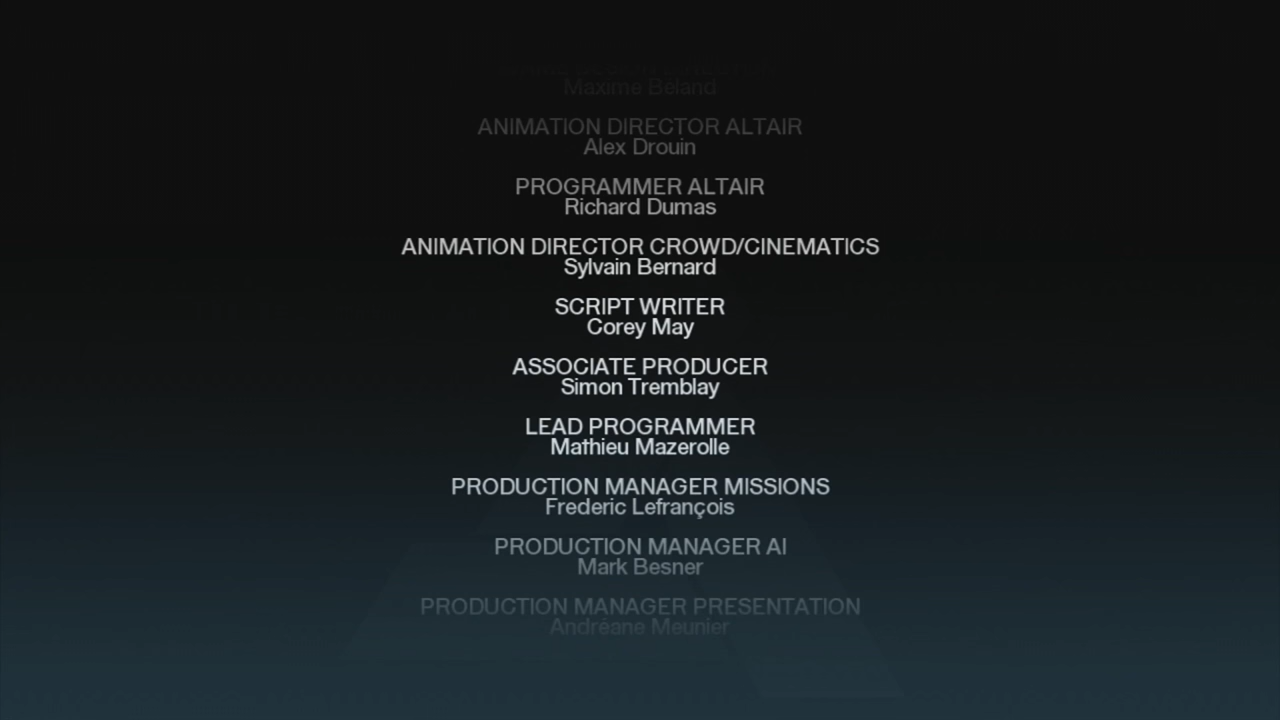 Maxime Béland
ANIMATION DIRECTOR ALTAIR
Alex Drouin
PROGRAMMER ALTAIR
Richard Dumas
ANIMATION DIRECTOR CROWD/CINEMATICS
Sylvain Bernard
SCRIPT WRITER
Corey May
ASSOCIATE PRODUCER
Simon Tremblay
LEAD PROGRAMMER
Mathieu Mazerolle
PRODUCTION MANAGER MISSIONS
Frederic Lefrançois
PRODUCTION MANAGER AI
Mark Besner
PRODUCTION MANAGER PRESENTATION
Andréane Meunier